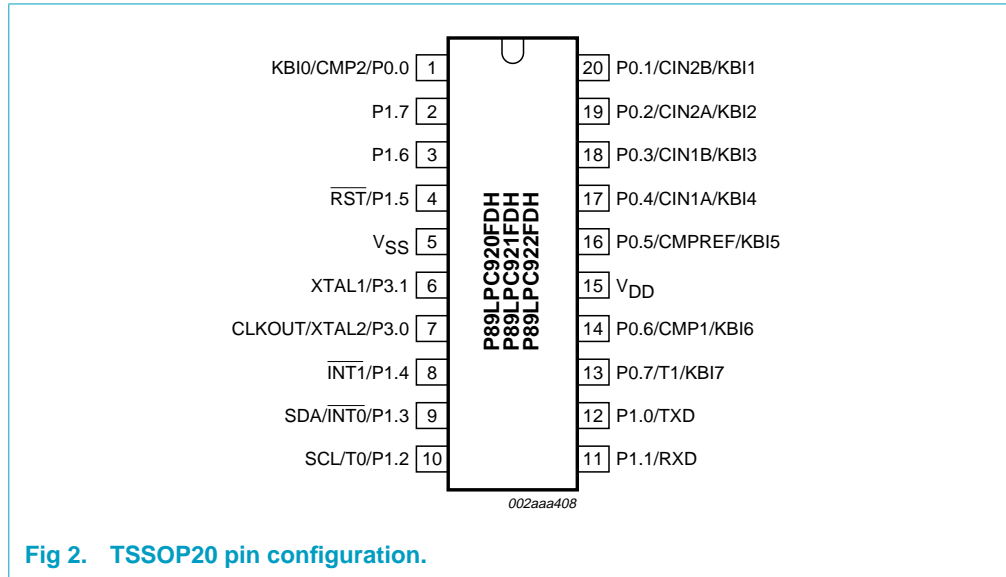 KBI0/CMP2/P0.0 1
20 P0.1/CIN2B/KBI1
P1.7 2
19 P0.2/CIN2A/KBI2
P1.6 3
18 P0.3/CIN1B/KBI3
R̅S̅T̅/P1.5 4
17 P0.4/CIN1A/KBI4
VSS 5
16 P0.5/CMPREF/KBI5
XTAL1/P3.1 6
15 VDD
CLKOUT/XTAL2/P3.0 7
14 P0.6/CMP1/KBI6
I̅N̅T̅1̅/P1.4 8
13 P0.7/T1/KBI7
SDA/I̅N̅T̅0̅/P1.3 9
12 P1.0/TXD
SCL/T0/P1.2 10
11 P1.1/RXD
P89LPC920FDH
P89LPC921FDH
P89LPC922FDH
002aaa408
Fig 2. TSSOP20 pin configuration.